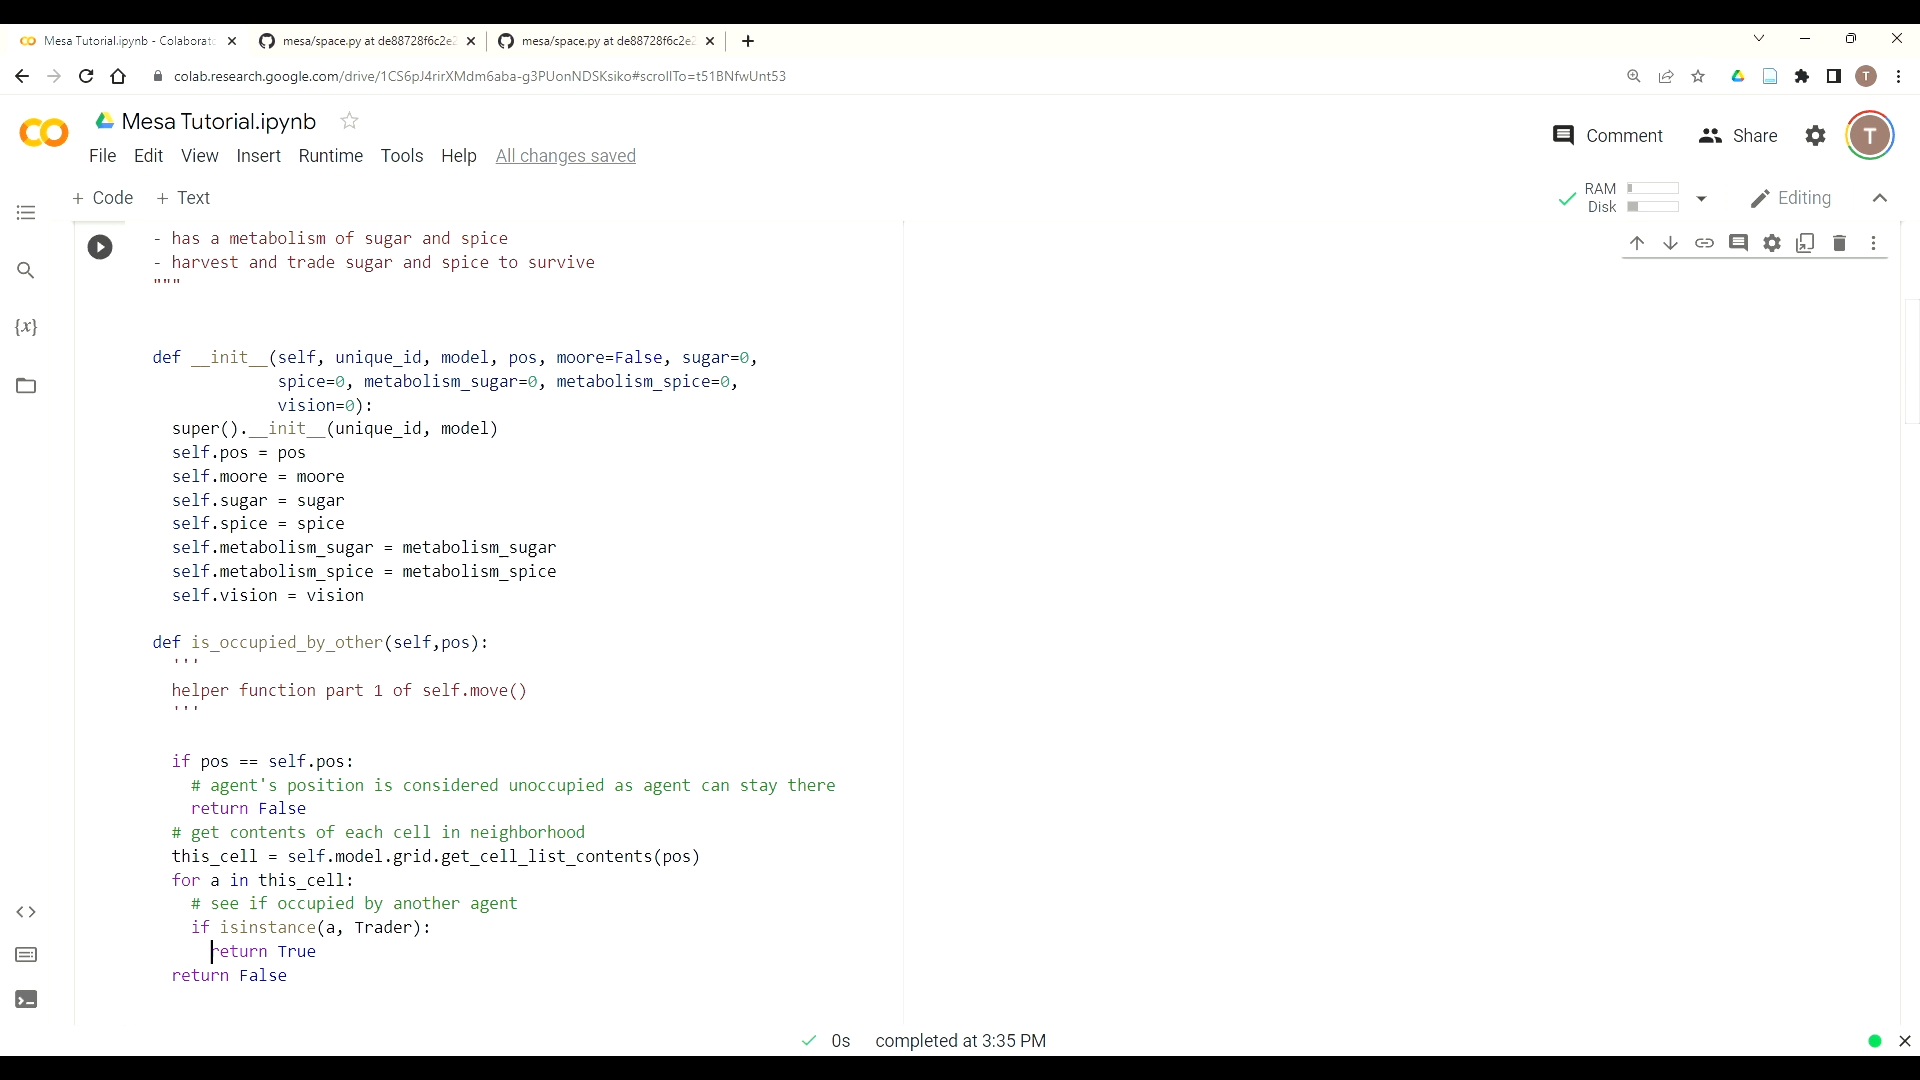 Mesa Tutorial.ipynb - Colaborato
mesa/space.py at de88728f6c2e2
mesa/space.py at de88728f6c2e2
colab.research.google.com/drive/1CS6pJ4rirXMdm6aba-g3PUonNDSKsiko#scrollTo=t51BNfwUnt53
T
Mesa Tutorial.ipynb
File Edit View Insert Runtime Tools Help All changes saved
Comment
Share
T
+ Code + Text
RAM
Disk
Editing
- has a metabolism of sugar and spice
- harvest and trade sugar and spice to survive
"""
{x}
def __init__(self, unique_id, model, pos, moore=False, sugar=0,
spice=0, metabolism_sugar=0, metabolism_spice=0,
vision=0):
super().__init__(unique_id, model)
self.pos = pos
self.moore = moore
self.sugar = sugar
self.spice = spice
self.metabolism_sugar = metabolism_sugar
self.metabolism_spice = metabolism_spice
self.vision = vision
def is_occupied_by_other(self,pos):
'''
helper function part 1 of self.move()
'''
if pos == self.pos:
# agent's position is considered unoccupied as agent can stay there
return False
# get contents of each cell in neighborhood
this_cell = self.model.grid.get_cell_list_contents(pos)
for a in this_cell:
# see if occupied by another agent
if isinstance(a, Trader):
return True
return False
0s completed at 3:35 PM